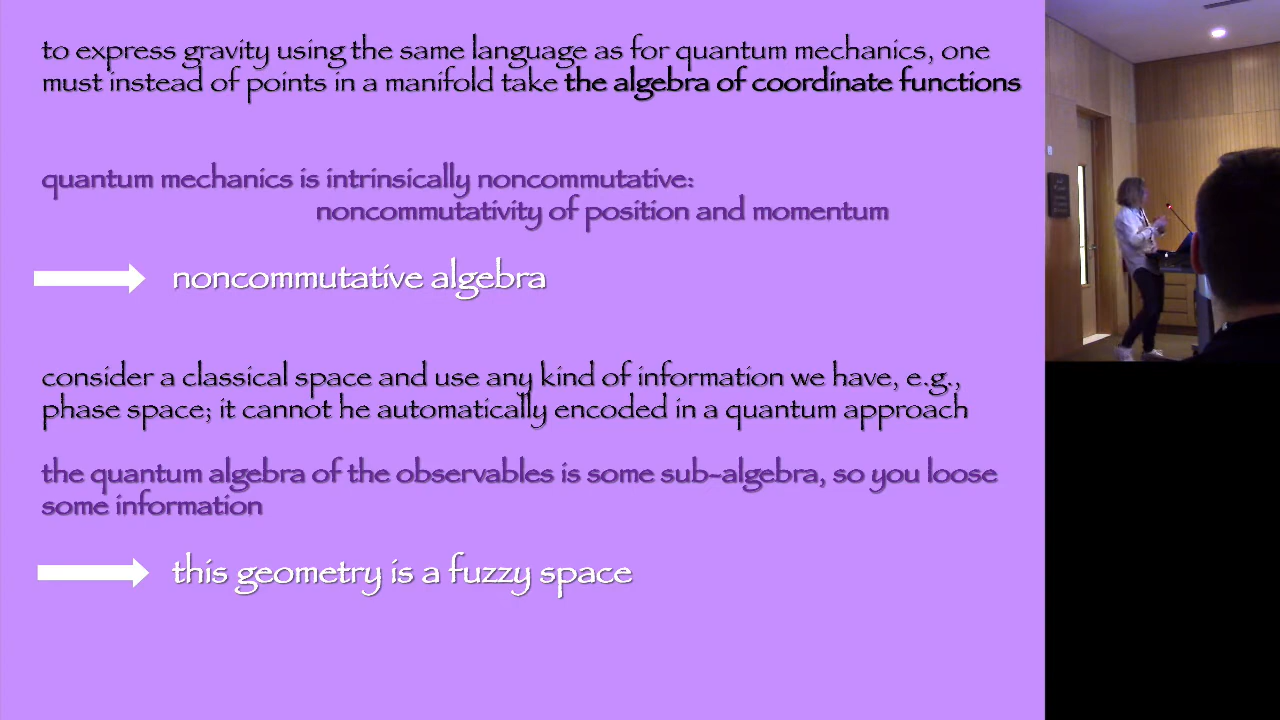 to express gravity using the same language as for quantum mechanics, one
must instead of points in a manifold take the algebra of coordinate functions
quantum mechanics is intrinsically noncommutative:
noncommutativity of position and momentum
noncommutative algebra
consider a classical space and use any kind of information we have, e.g.,
phase space; it cannot he automatically encoded in a quantum approach
the quantum algebra of the observables is some sub-algebra, so you loose
some information
this geometry is a fuzzy space